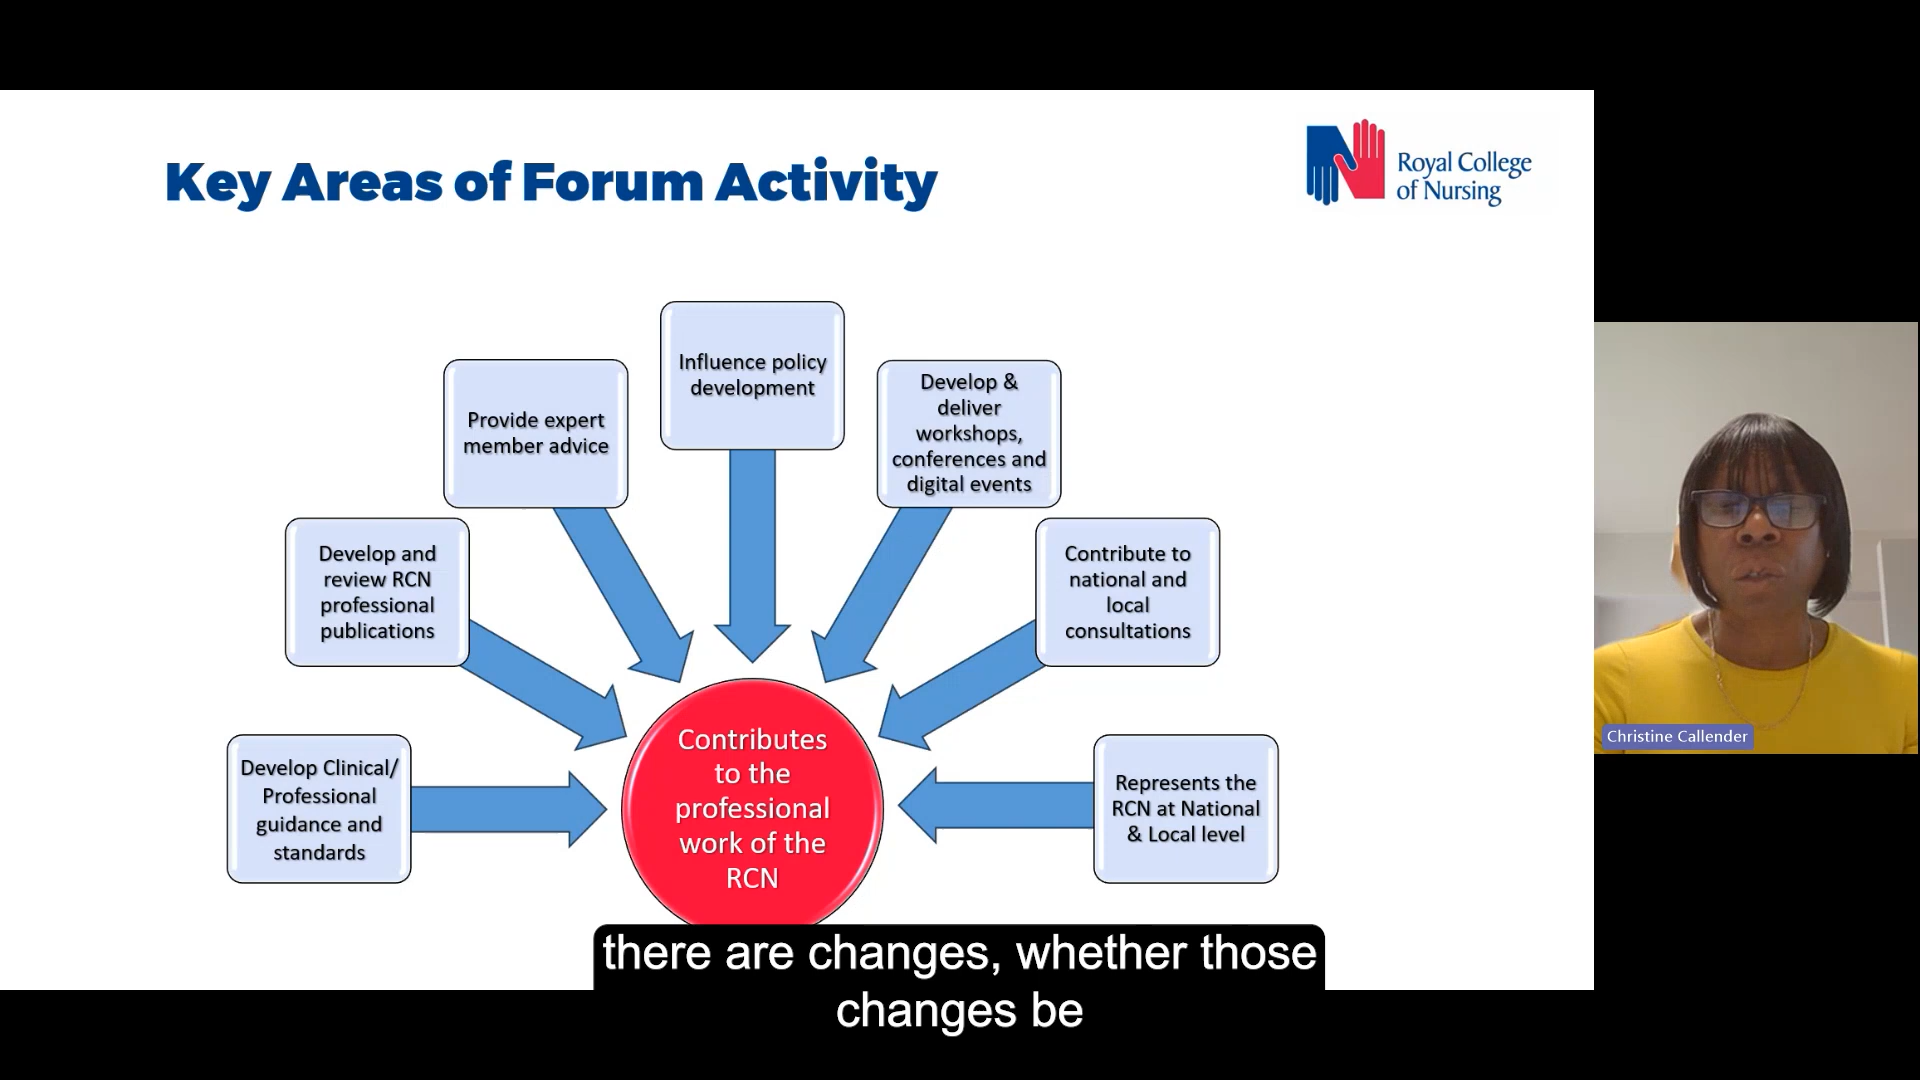 Key Areas of Forum Activity
Royal College
of Nursing
Influence policy
development
Provide expert
member advice
Develop &
deliver
workshops,
conferences and
digital events
Develop and
review RCN
professional
publications
Contribute to
national and
local
consultations
Develop Clinical/
Professional
guidance and
standards
Contributes
to the
professional
work of the
RCN
Represents the
RCN at National
& Local level
Christine Callender
there are changes, whether those
changes be